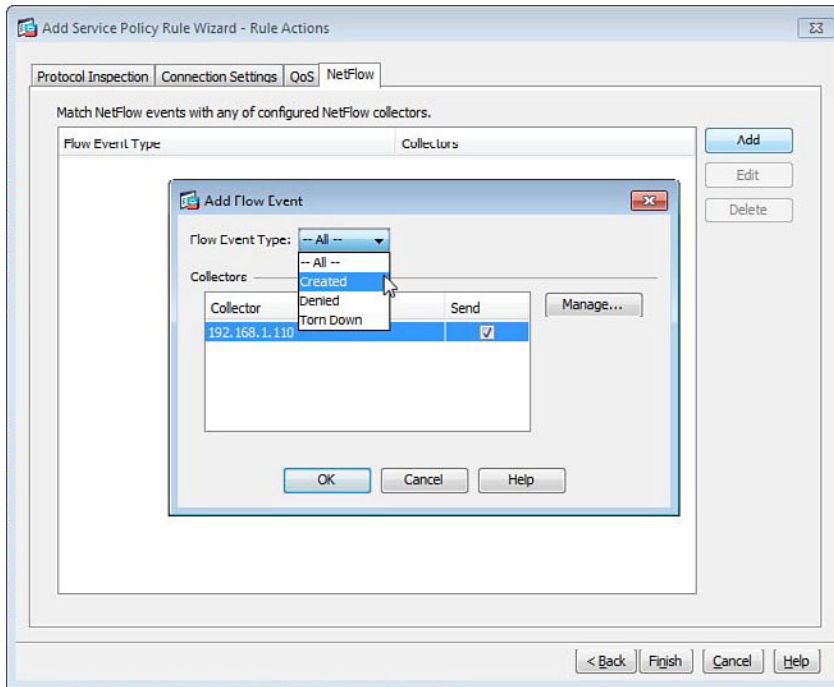 Add Service Policy Rule Wizard - Rule Actions
Protocol Inspection Connection Settings QoS NetFlow
Match NetFlow events with any of configured NetFlow collectors.
Flow Event Type Collectors
Add
Edit
Delete
Add Flow Event
Flow Event Type: -- All --
-- All --
Created
Denied
Torn Down
Collectors
Collector Send
192.168.1.110
Manage...
OK Cancel Help
< Back Finish Cancel Help